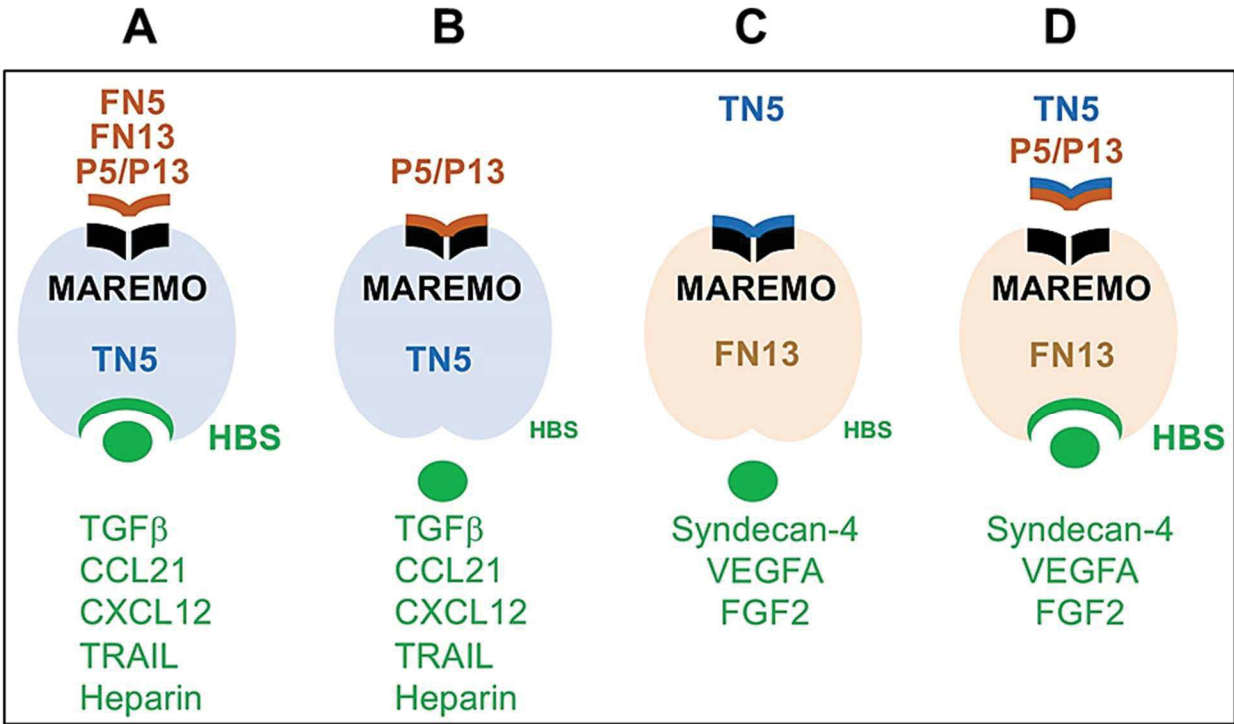 A
B
C
D
FN5
FN13
P5/P13
MAREMO
TN5
HBS
TGFβ
CCL21
CXCL12
TRAIL
Heparin
P5/P13
MAREMO
TN5
HBS
TGFβ
CCL21
CXCL12
TRAIL
Heparin
TN5
MAREMO
FN13
HBS
Syndecan-4
VEGFA
FGF2
TN5
P5/P13
MAREMO
FN13
HBS
Syndecan-4
VEGFA
FGF2